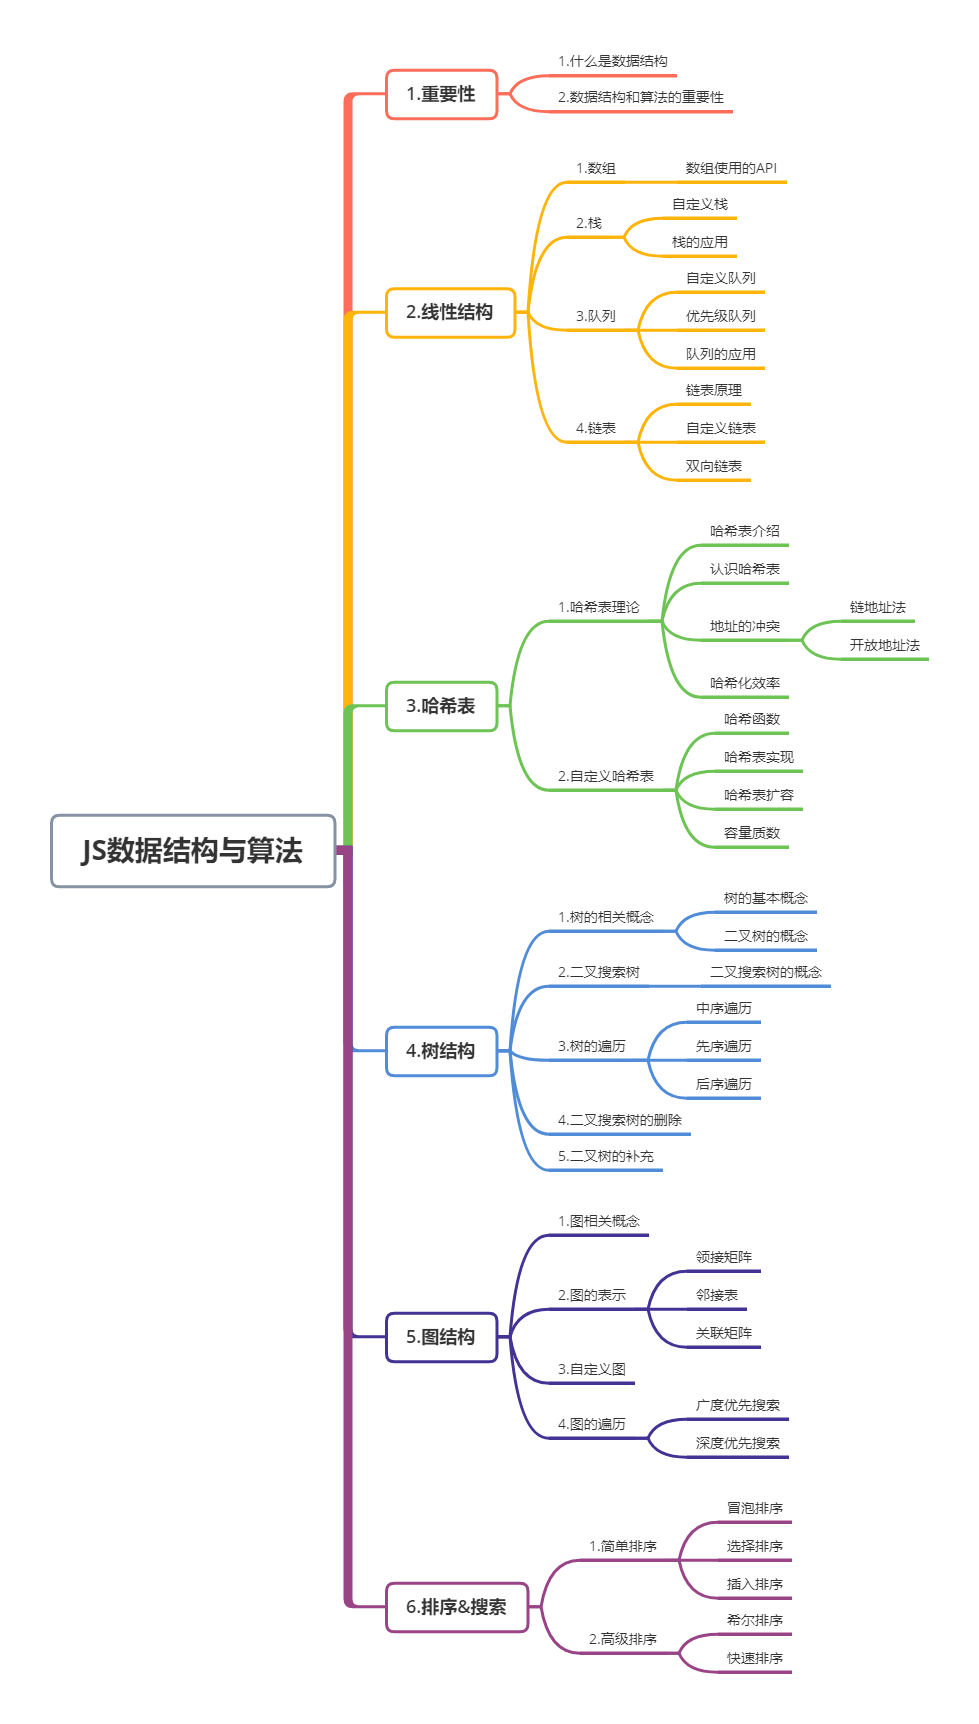 JS数据结构与算法
1.重要性
1.什么是数据结构
2.数据结构和算法的重要性
2.线性结构
1.数组
数组使用的API
2.栈
自定义栈
栈的应用
3.队列
自定义队列
优先级队列
队列的应用
4.链表
链表原理
自定义链表
双向链表
3.哈希表
1.哈希表理论
哈希表介绍
认识哈希表
地址的冲突
链地址法
开放地址法
哈希化效率
2.自定义哈希表
哈希函数
哈希表实现
哈希表扩容
容量质数
4.树结构
1.树的相关概念
树的基本概念
二叉树的概念
2.二叉搜索树
二叉搜索树的概念
3.树的遍历
中序遍历
先序遍历
后序遍历
4.二叉搜索树的删除
5.二叉树的补充
5.图结构
1.图相关概念
2.图的表示
领接矩阵
邻接表
关联矩阵
3.自定义图
4.图的遍历
广度优先搜索
深度优先搜索
6.排序&搜索
1.简单排序
冒泡排序
选择排序
插入排序
2.高级排序
希尔排序
快速排序